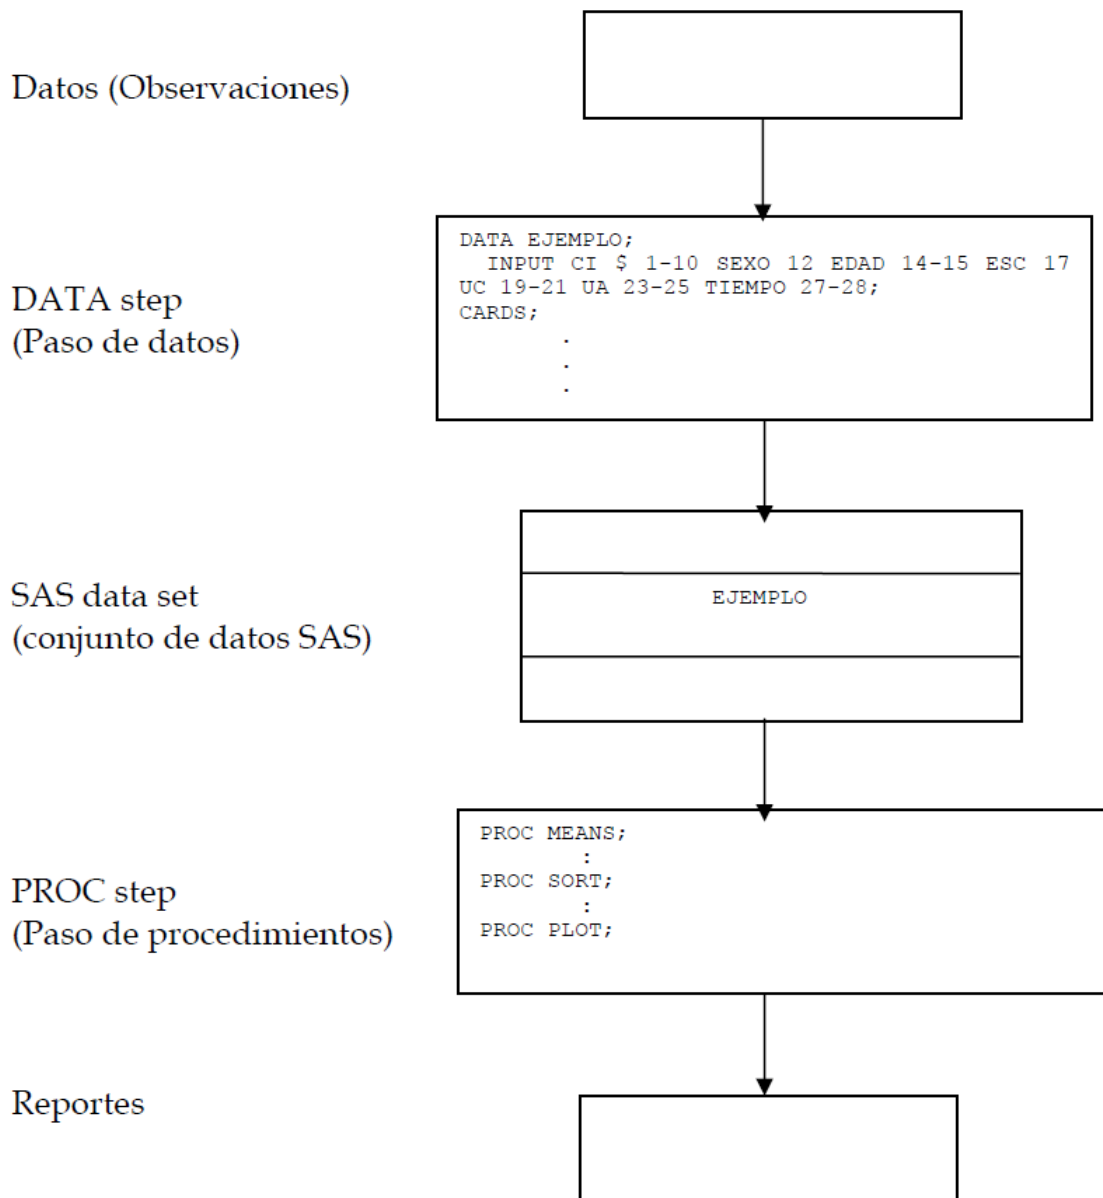 Datos (Observaciones)
DATA EJEMPLO;
INPUT CI $ 1-10 SEXO 12 EDAD 14-15 ESC 17
UC 19-21 UA 23-25 TIEMPO 27-28;
CARDS;
.
.
.
DATA step
(Paso de datos)
SAS data set
(conjunto de datos SAS)
EJEMPLO
PROC step
(Paso de procedimientos)
PROC MEANS;
:
PROC SORT;
:
PROC PLOT;
Reportes